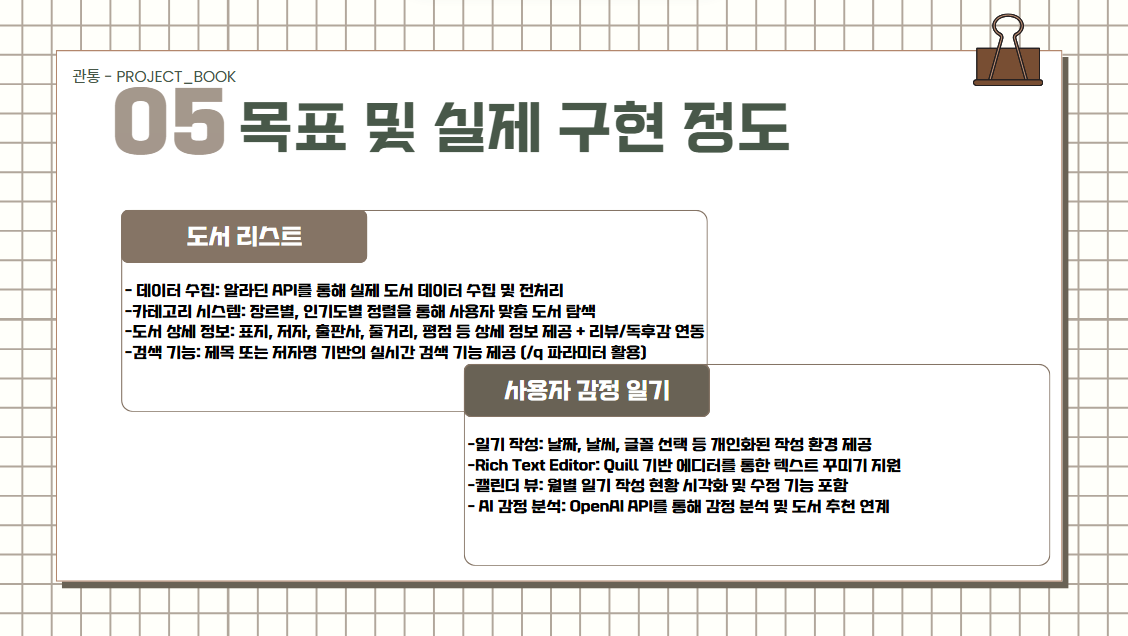 관통 - PROJECT_BOOK
05 목표 및 실제 구현 정도
도서 리스트
- 데이터 수집: 알라딘 API를 통해 실제 도서 데이터 수집 및 전처리
-카테고리 시스템: 장르별, 인기도별 정렬을 통해 사용자 맞춤 도서 탐색
-도서 상세 정보: 표지, 저자, 출판사, 줄거리, 평점 등 상세 정보 제공 + 리뷰/독후감 연동
-검색 기능: 제목 또는 저자명 기반의 실시간 검색 기능 제공 (/q 파라미터 활용)
사용자 감정 일기
-일기 작성: 날짜, 날씨, 글꼴 선택 등 개인화된 작성 환경 제공
-Rich Text Editor: Quill 기반 에디터를 통한 텍스트 꾸미기 지원
-캘린더 뷰: 월별 일기 작성 현황 시각화 및 수정 기능 포함
- AI 감정 분석: OpenAI API를 통해 감정 분석 및 도서 추천 연계